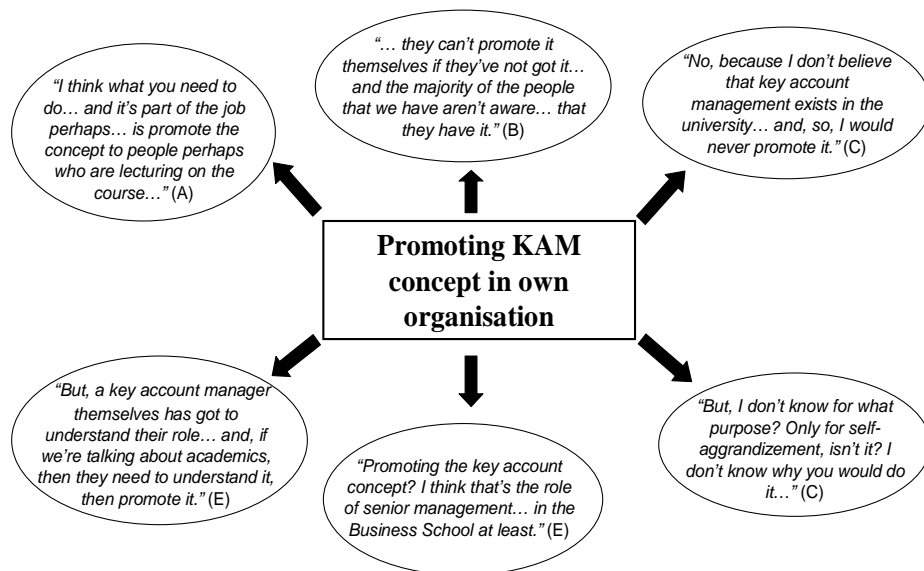 “I think what you need to
do… and it’s part of the job
perhaps… is promote the
concept to people perhaps
who are lecturing on the
course…” (A)
“… they can’t promote it
themselves if they’ve not got it…
and the majority of the people
that we have aren’t aware… that
they have it.” (B)
“No, because I don’t believe
that key account
management exists in the
university… and, so, I would
never promote it.” (C)
Promoting KAM
concept in own
organisation
“But, a key account manager
themselves has got to
understand their role… and, if
we’re talking about academics,
then they need to understand it,
then promote it.” (E)
“Promoting the key account
concept? I think that’s the role
of senior management… in the
Business School at least.” (E)
“But, I don’t know for what
purpose? Only for self-
aggrandizement, isn’t it? I
don’t know why you would do
it…” (C)